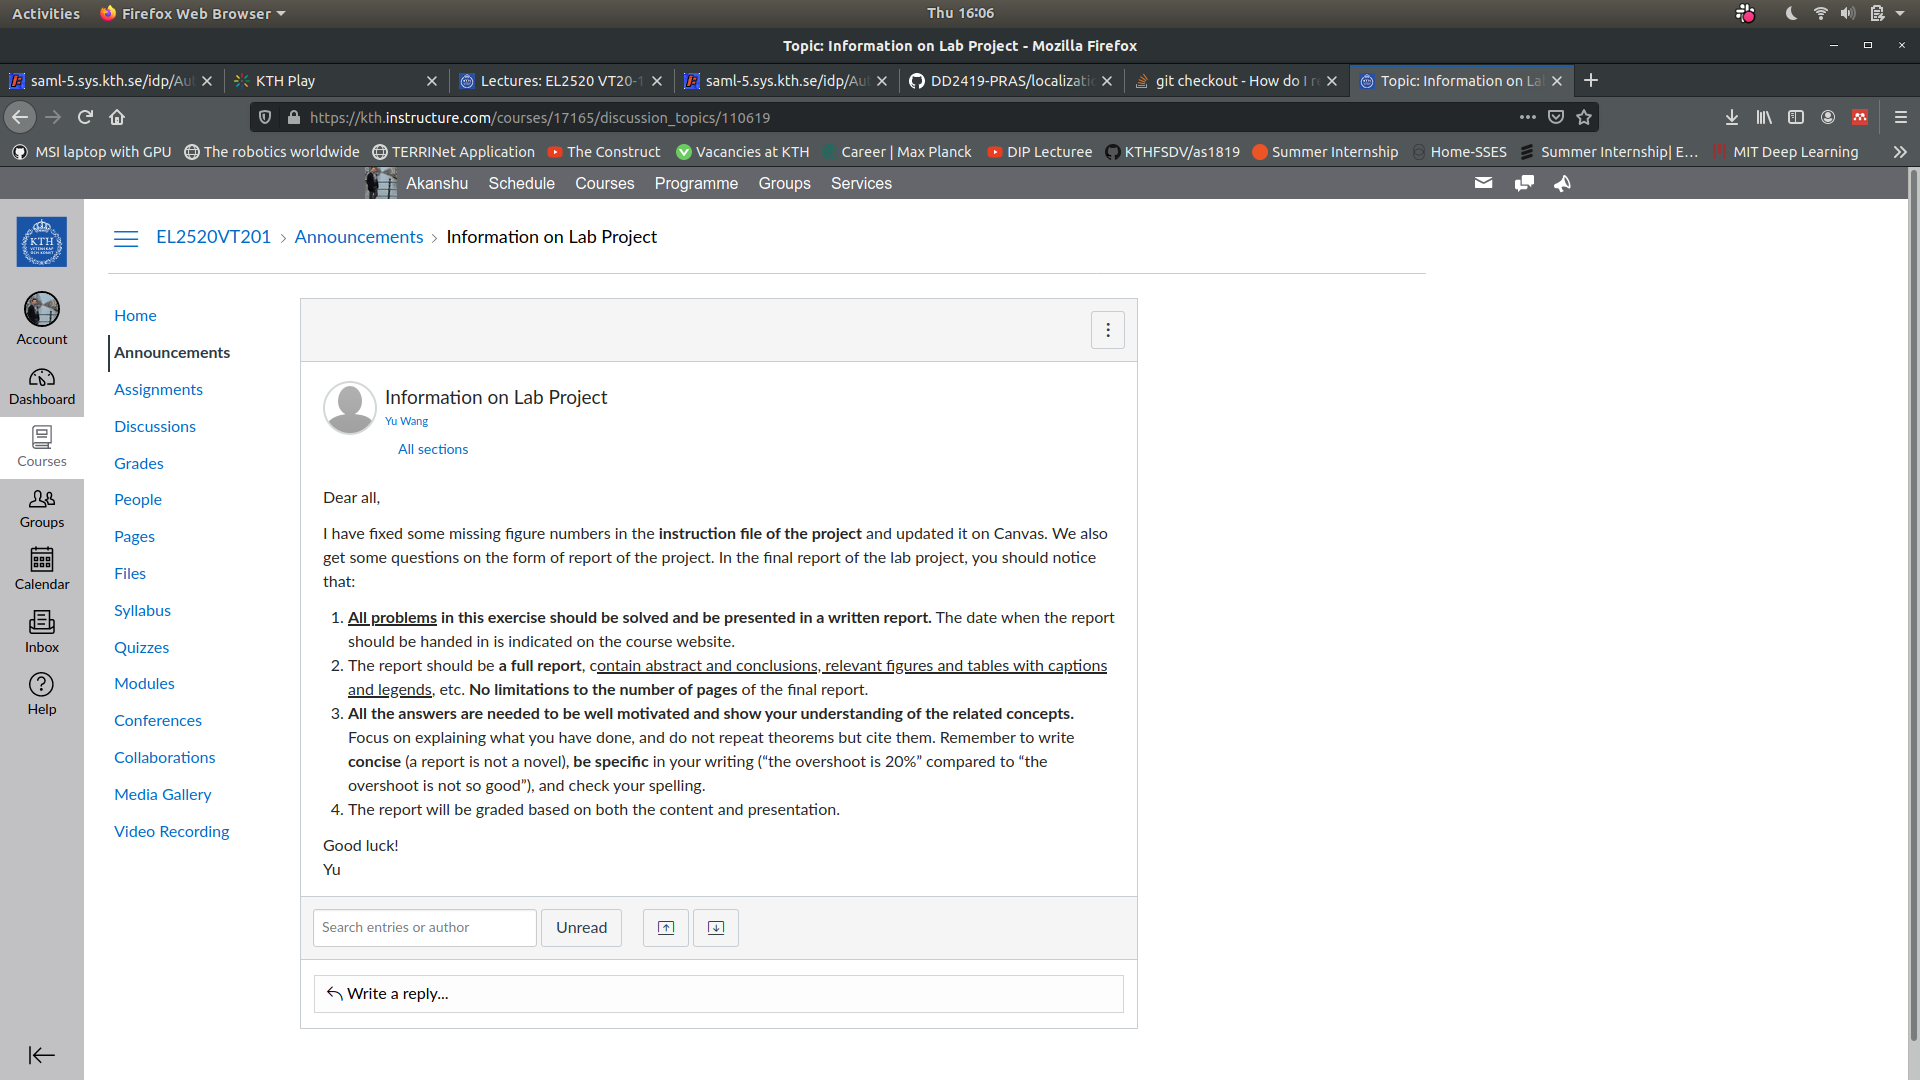 Activities
Firefox Web Browser
Thu 16:06
Topic: Information on Lab Project - Mozilla Firefox
saml-5.sys.kth.se/idp/Au
KTH Play
Lectures: EL2520 VT20-1
saml-5.sys.kth.se/idp/Au
DD2419-PRAS/localizati
git checkout - How do I re
Topic: Information on La
https://kth.instructure.com/courses/17165/discussion_topics/110619
MSI laptop with GPU
The robotics worldwide
TERRINet Application
The Construct
Vacancies at KTH
Career | Max Planck
DIP Lecturee
KTHFSDV/as1819
Summer Internship
Home-SSES
Summer Internship| E...
MIT Deep Learning
Akanshu
Schedule
Courses
Programme
Groups
Services
KTH
VETENSKAP
OCH KONST
Account
Dashboard
Courses
Groups
Calendar
Inbox
Help
EL2520VT201 › Announcements › Information on Lab Project
Home
Announcements
Assignments
Discussions
Grades
People
Pages
Files
Syllabus
Quizzes
Modules
Conferences
Collaborations
Media Gallery
Video Recording
Information on Lab Project
Yu Wang
All sections
Dear all,
I have fixed some missing figure numbers in the instruction file of the project and updated it on Canvas. We also
get some questions on the form of report of the project. In the final report of the lab project, you should notice
that:
1. All problems in this exercise should be solved and be presented in a written report. The date when the report
should be handed in is indicated on the course website.
2. The report should be a full report, contain abstract and conclusions, relevant figures and tables with captions
and legends, etc. No limitations to the number of pages of the final report.
3. All the answers are needed to be well motivated and show your understanding of the related concepts.
Focus on explaining what you have done, and do not repeat theorems but cite them. Remember to write
concise (a report is not a novel), be specific in your writing (“the overshoot is 20%” compared to “the
overshoot is not so good”), and check your spelling.
4. The report will be graded based on both the content and presentation.
Good luck!
Yu
Search entries or author
Unread
Write a reply...